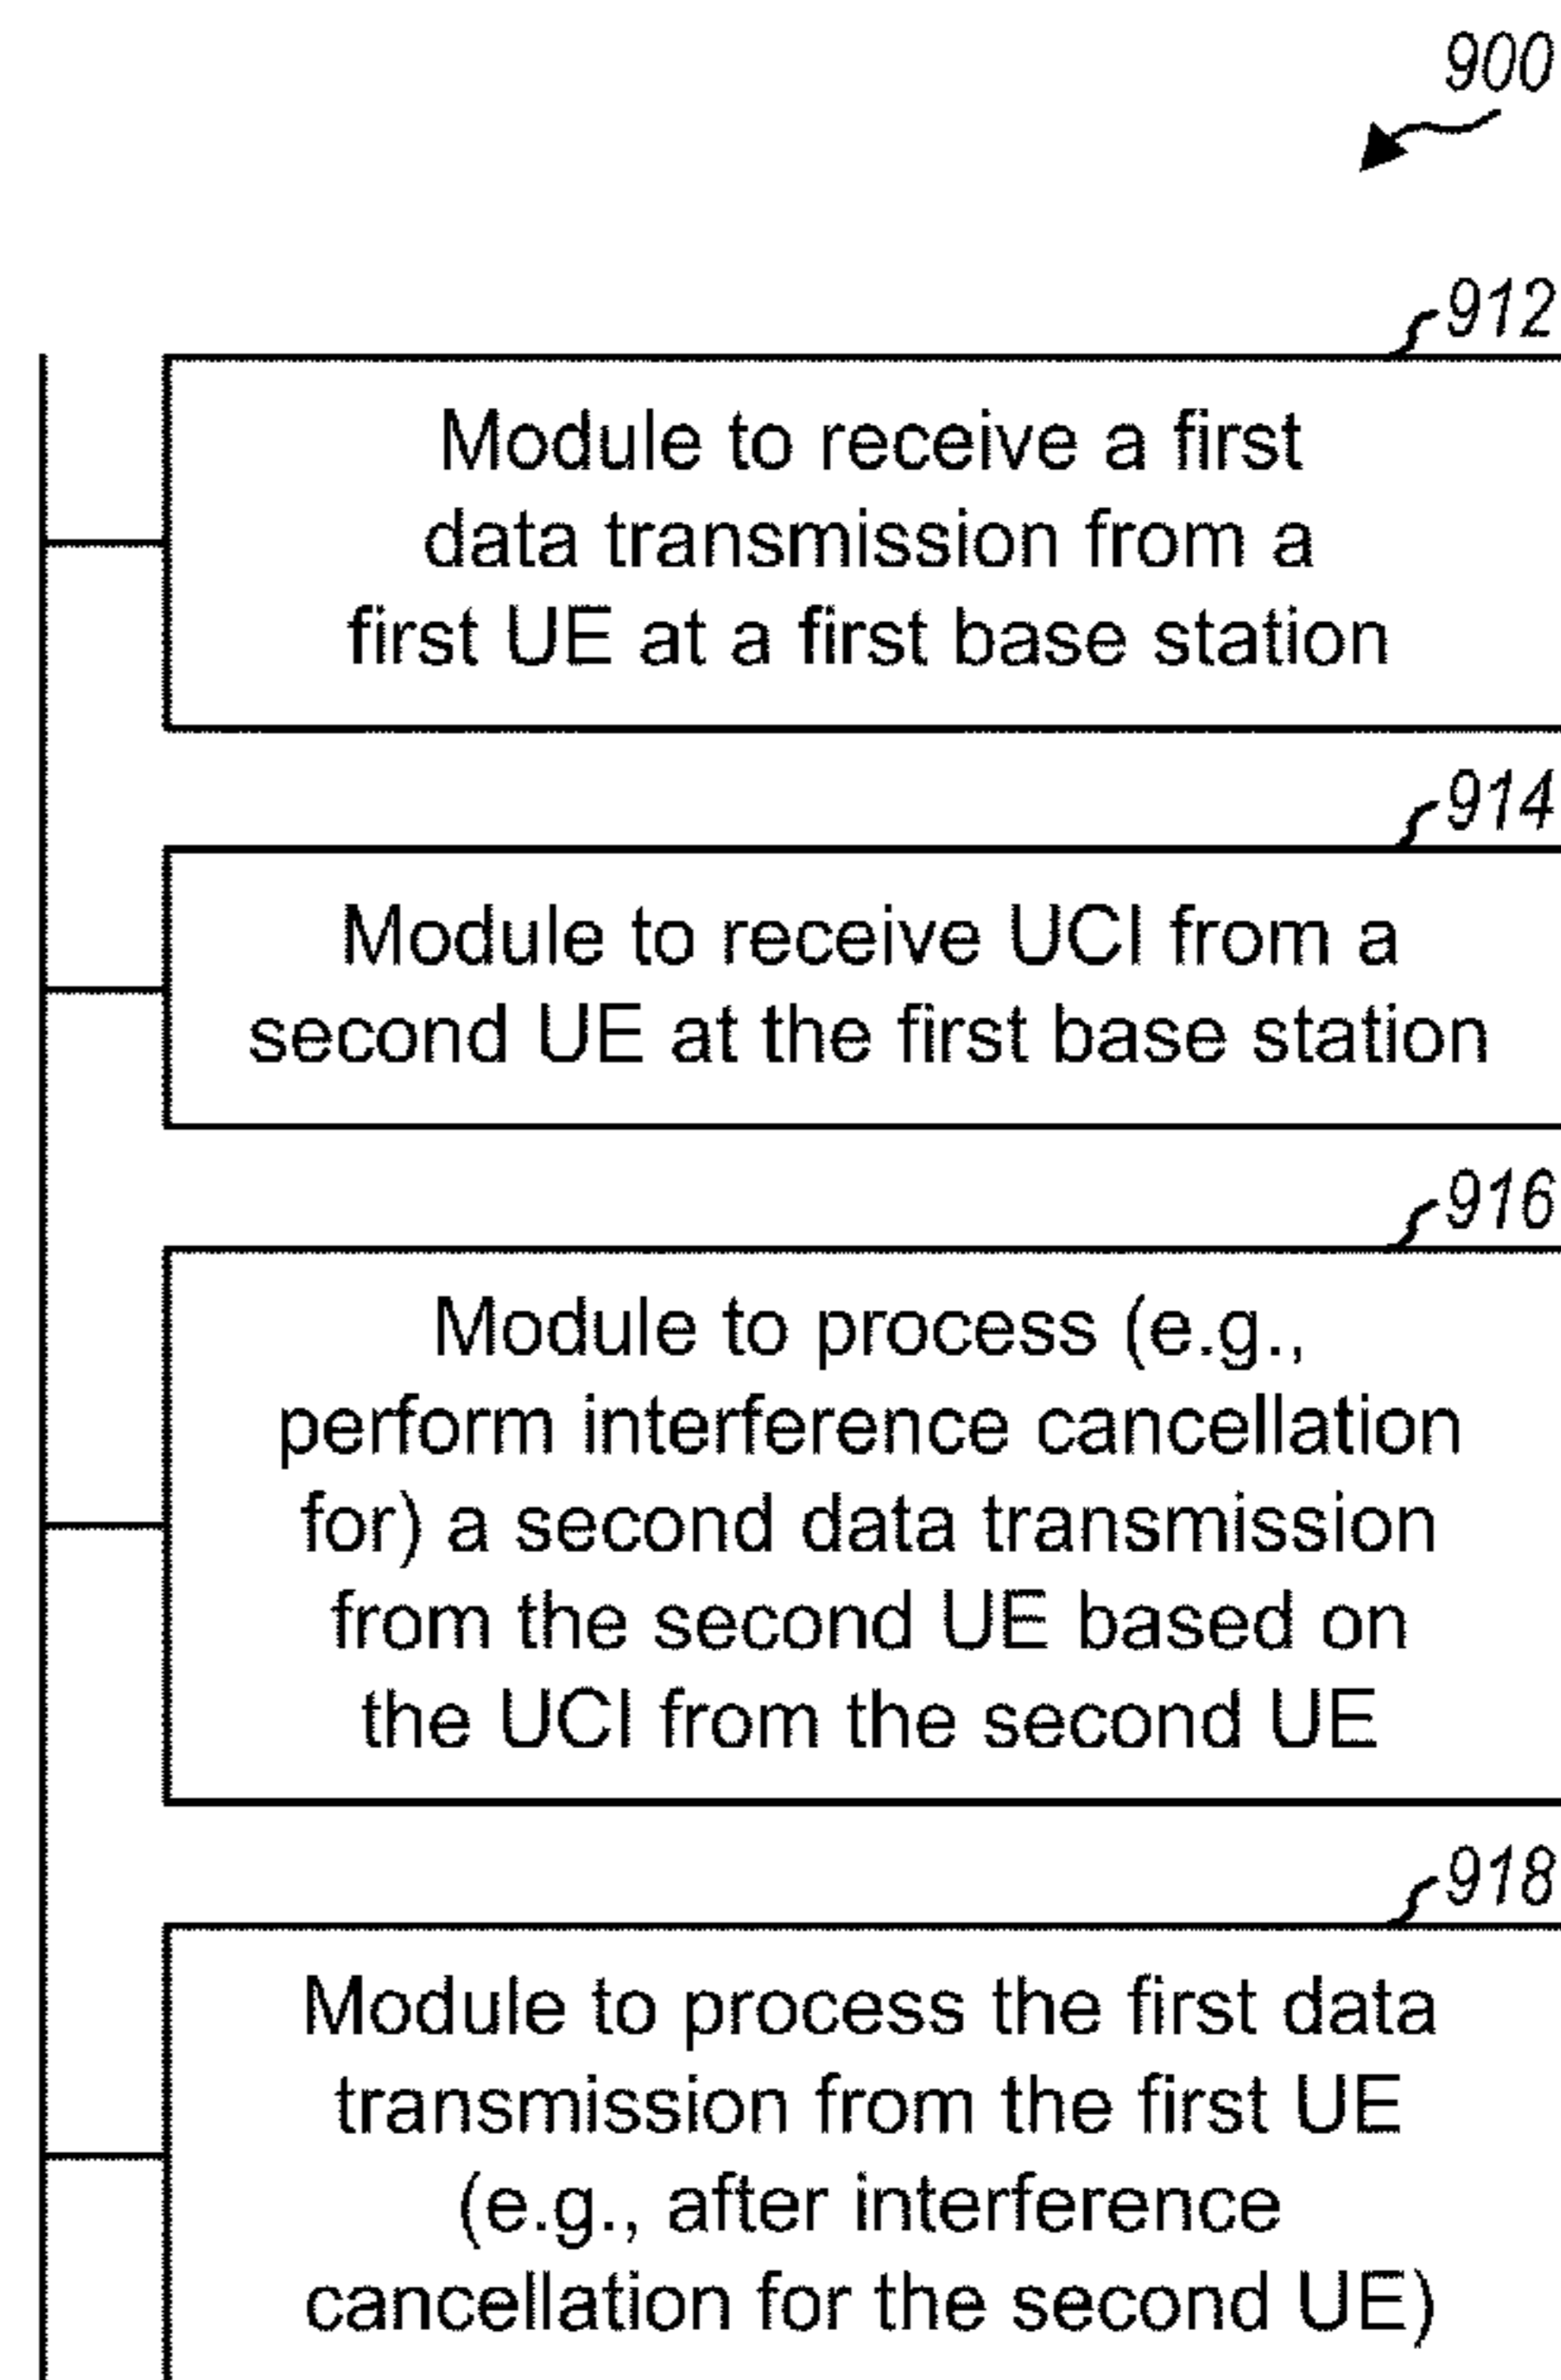 900
912
Module to receive a first
data transmission from a
first UE at a first base station
914
Module to receive UCI from a
second UE at the first base station
916
Module to process (e.g.,
perform interference cancellation
for) a second data transmission
from the second UE based on
the UCI from the second UE
918
Module to process the first data
transmission from the first UE
(e.g., after interference
cancellation for the second UE)